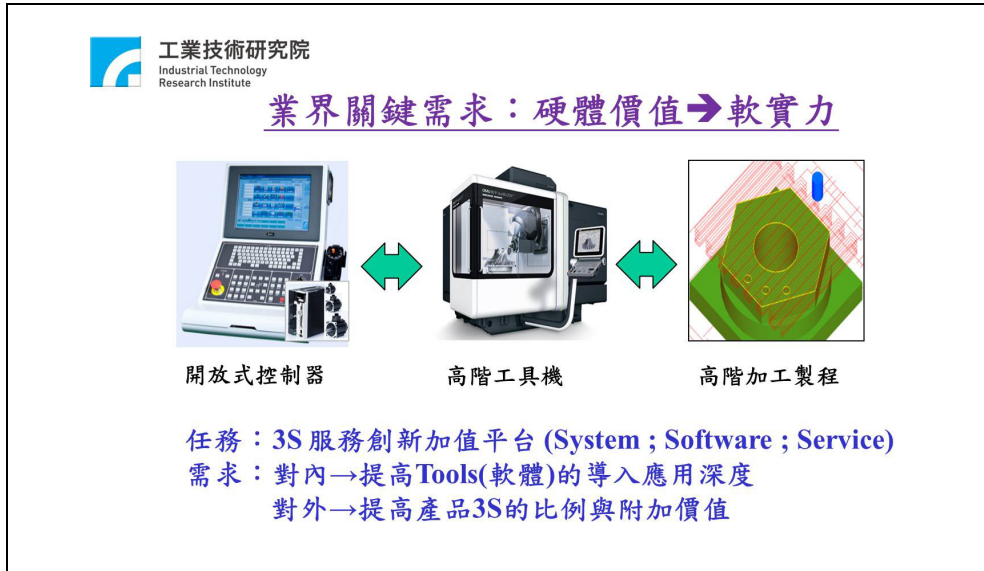 工業技術研究院
Industrial Technology
Research Institute
業界關鍵需求：硬體價值➔軟實力
開放式控制器
高階工具機
高階加工製程
任務：3S 服務創新加值平台 (System ; Software ; Service)
需求：對內→提高Tools(軟體)的導入應用深度
對外→提高產品3S的比例與附加價值